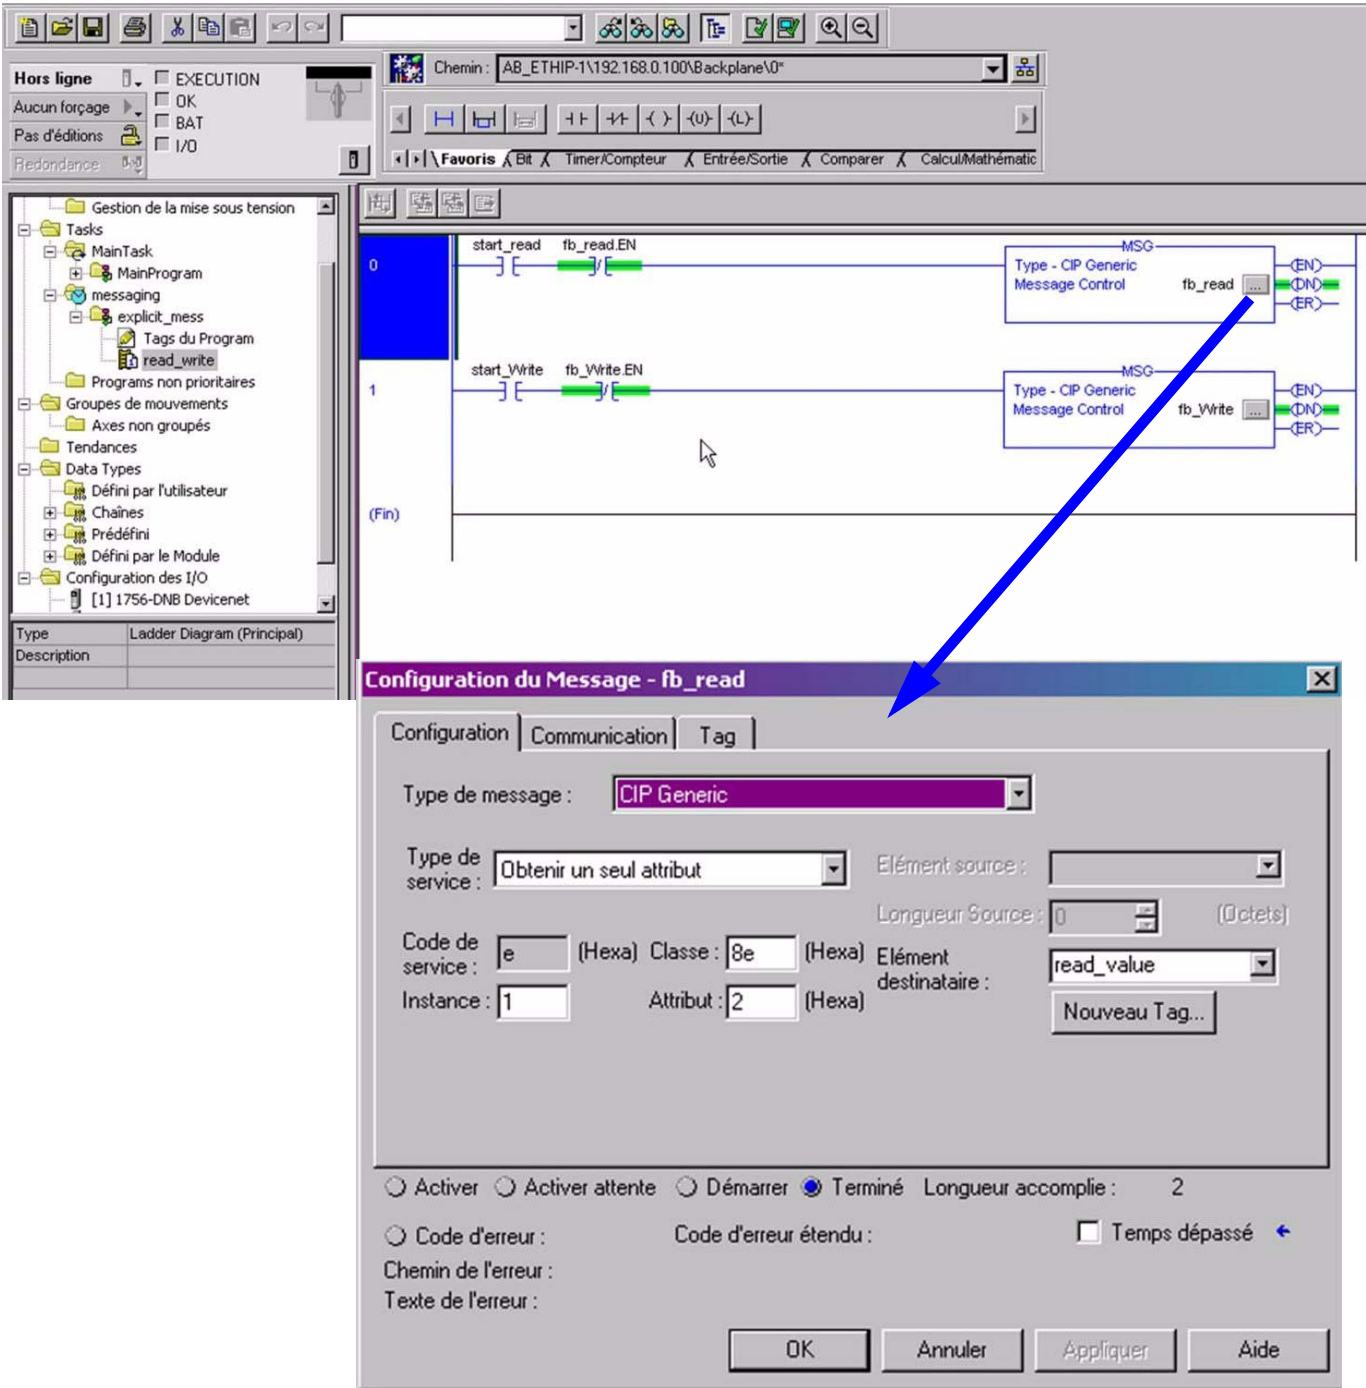 Hors ligne
EXECUTION
Aucun forçage
OK
BAT
Pas d'éditions
I/O
Redondance
Chemin : AB_ETHIP-1\192.168.0.100\Backplane\0*
Favoris Bit Timer/Compteur Entrée/Sortie Comparer Calcul/Mathématic
Gestion de la mise sous tension
Tasks
MainTask
MainProgram
messaging
explicit_mess
Tags du Program
read_write
Programs non prioritaires
Groupes de mouvements
Axes non groupés
Tendances
Data Types
Défini par l'utilisateur
Chaînes
Prédéfini
Défini par le Module
Configuration des I/O
[1] 1756-DNB Devicenet
Type Ladder Diagram (Principal)
Description
0
start_read fb_read.EN
MSG
Type - CIP Generic
Message Control fb_read ...
(EN)
(DN)
(ER)
1
start_Write fb_Write.EN
MSG
Type - CIP Generic
Message Control fb_Write ...
(EN)
(DN)
(ER)
(Fin)
Configuration du Message - fb_read
Configuration Communication Tag
Type de message : CIP Generic
Type de
service : Obtenir un seul attribut
Elément source :
Longueur Source : 0 (Octets)
Code de
service : e (Hexa) Classe : 8e (Hexa)
Elément
destinataire : read_value
Instance : 1 Attribut : 2 (Hexa)
Nouveau Tag...
Activer Activer attente Démarrer Terminé Longueur accomplie : 2
Code d'erreur : Code d'erreur étendu : Temps dépassé
Chemin de l'erreur :
Texte de l'erreur :
OK Annuler Appliquer Aide